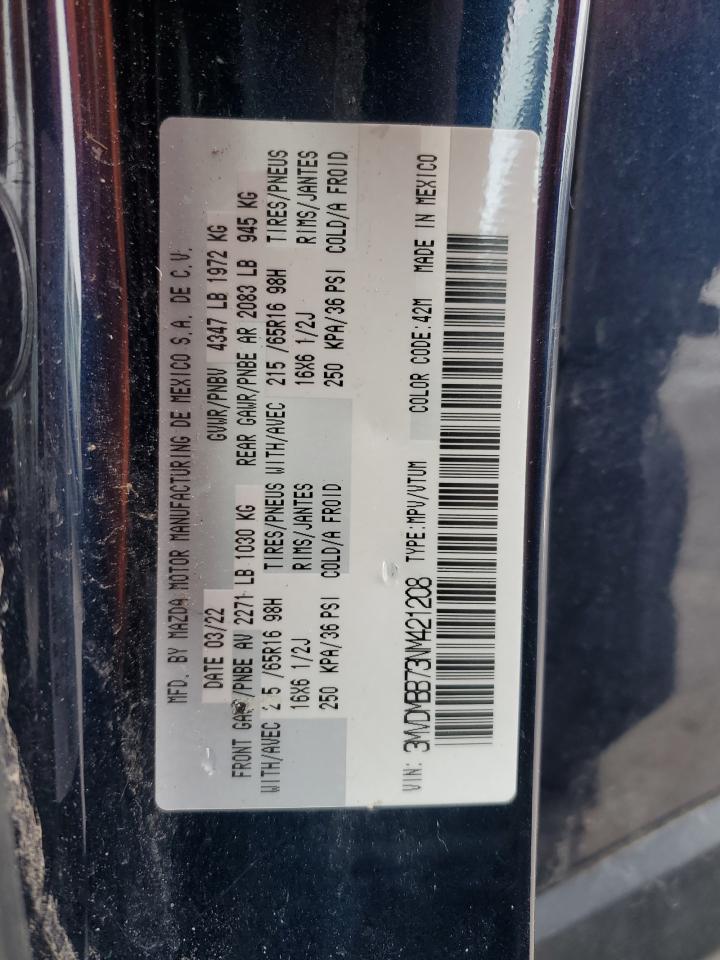 MFD. BY MAZDA MOTOR MANUFACTURING DE MEXICO S.A. DE C.V.
DATE 03/22 GVWR/PNBV 4347 LB 1972 KG
FRONT GAWR/PNBE AV 2271 LB 1030 KG REAR GAWR/PNBE AR 2083 LB 945 KG
WITH/AVEC 2 5 /65R16 98H TIRES/PNEUS WITH/AVEC 215 /65R16 98H TIRES/PNEUS
16X6 1/2J RIMS/JANTES 16X6 1/2J RIMS/JANTES
250 KPA/36 PSI COLD/A FROID 250 KPA/36 PSI COLD/A FROID
VIN: 3MVDMBB73NM421208 TYPE:MPV/VTUM COLOR CODE:42M MADE IN MEXICO